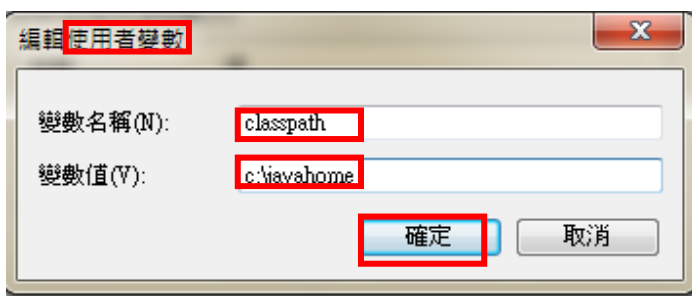 編輯使用者變數
變數名稱(N):
classpath
變數值(V):
c:\javahome
確定
取消